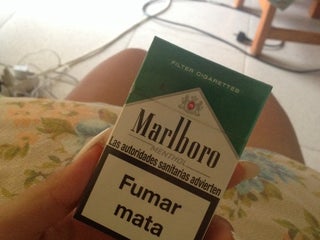 FILTER CIGARETTES
Marlboro
MENTHOL
Las autoridades sanitarias advierten
Fumar
mata